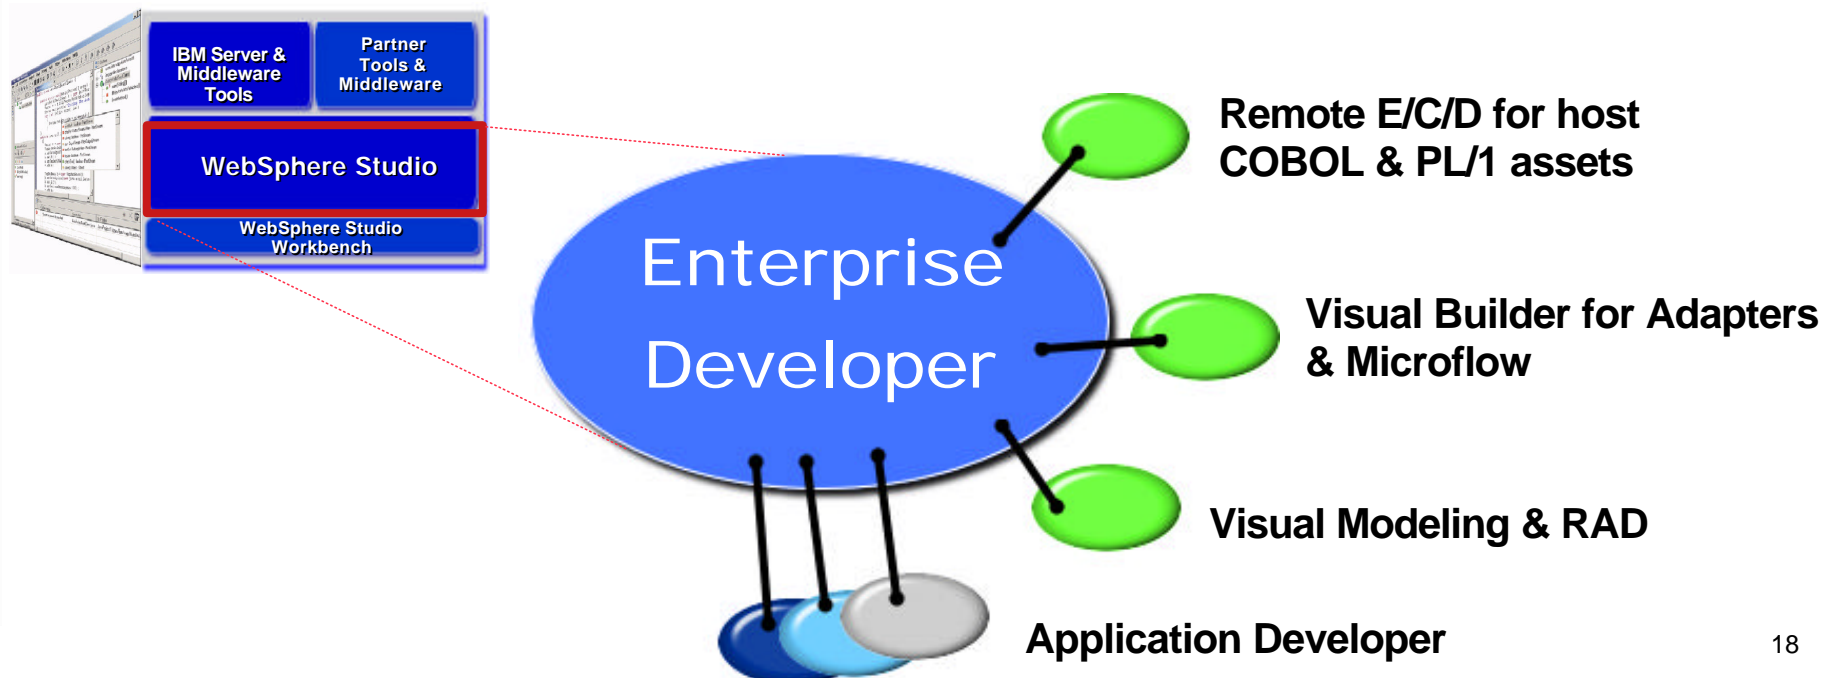 IBM Server &
Middleware
Tools
Partner
Tools &
Middleware
WebSphere Studio
WebSphere Studio
Workbench
Enterprise
Developer
Remote E/C/D for host
COBOL & PL/1 assets
Visual Builder for Adapters
& Microflow
Visual Modeling & RAD
Application Developer
18